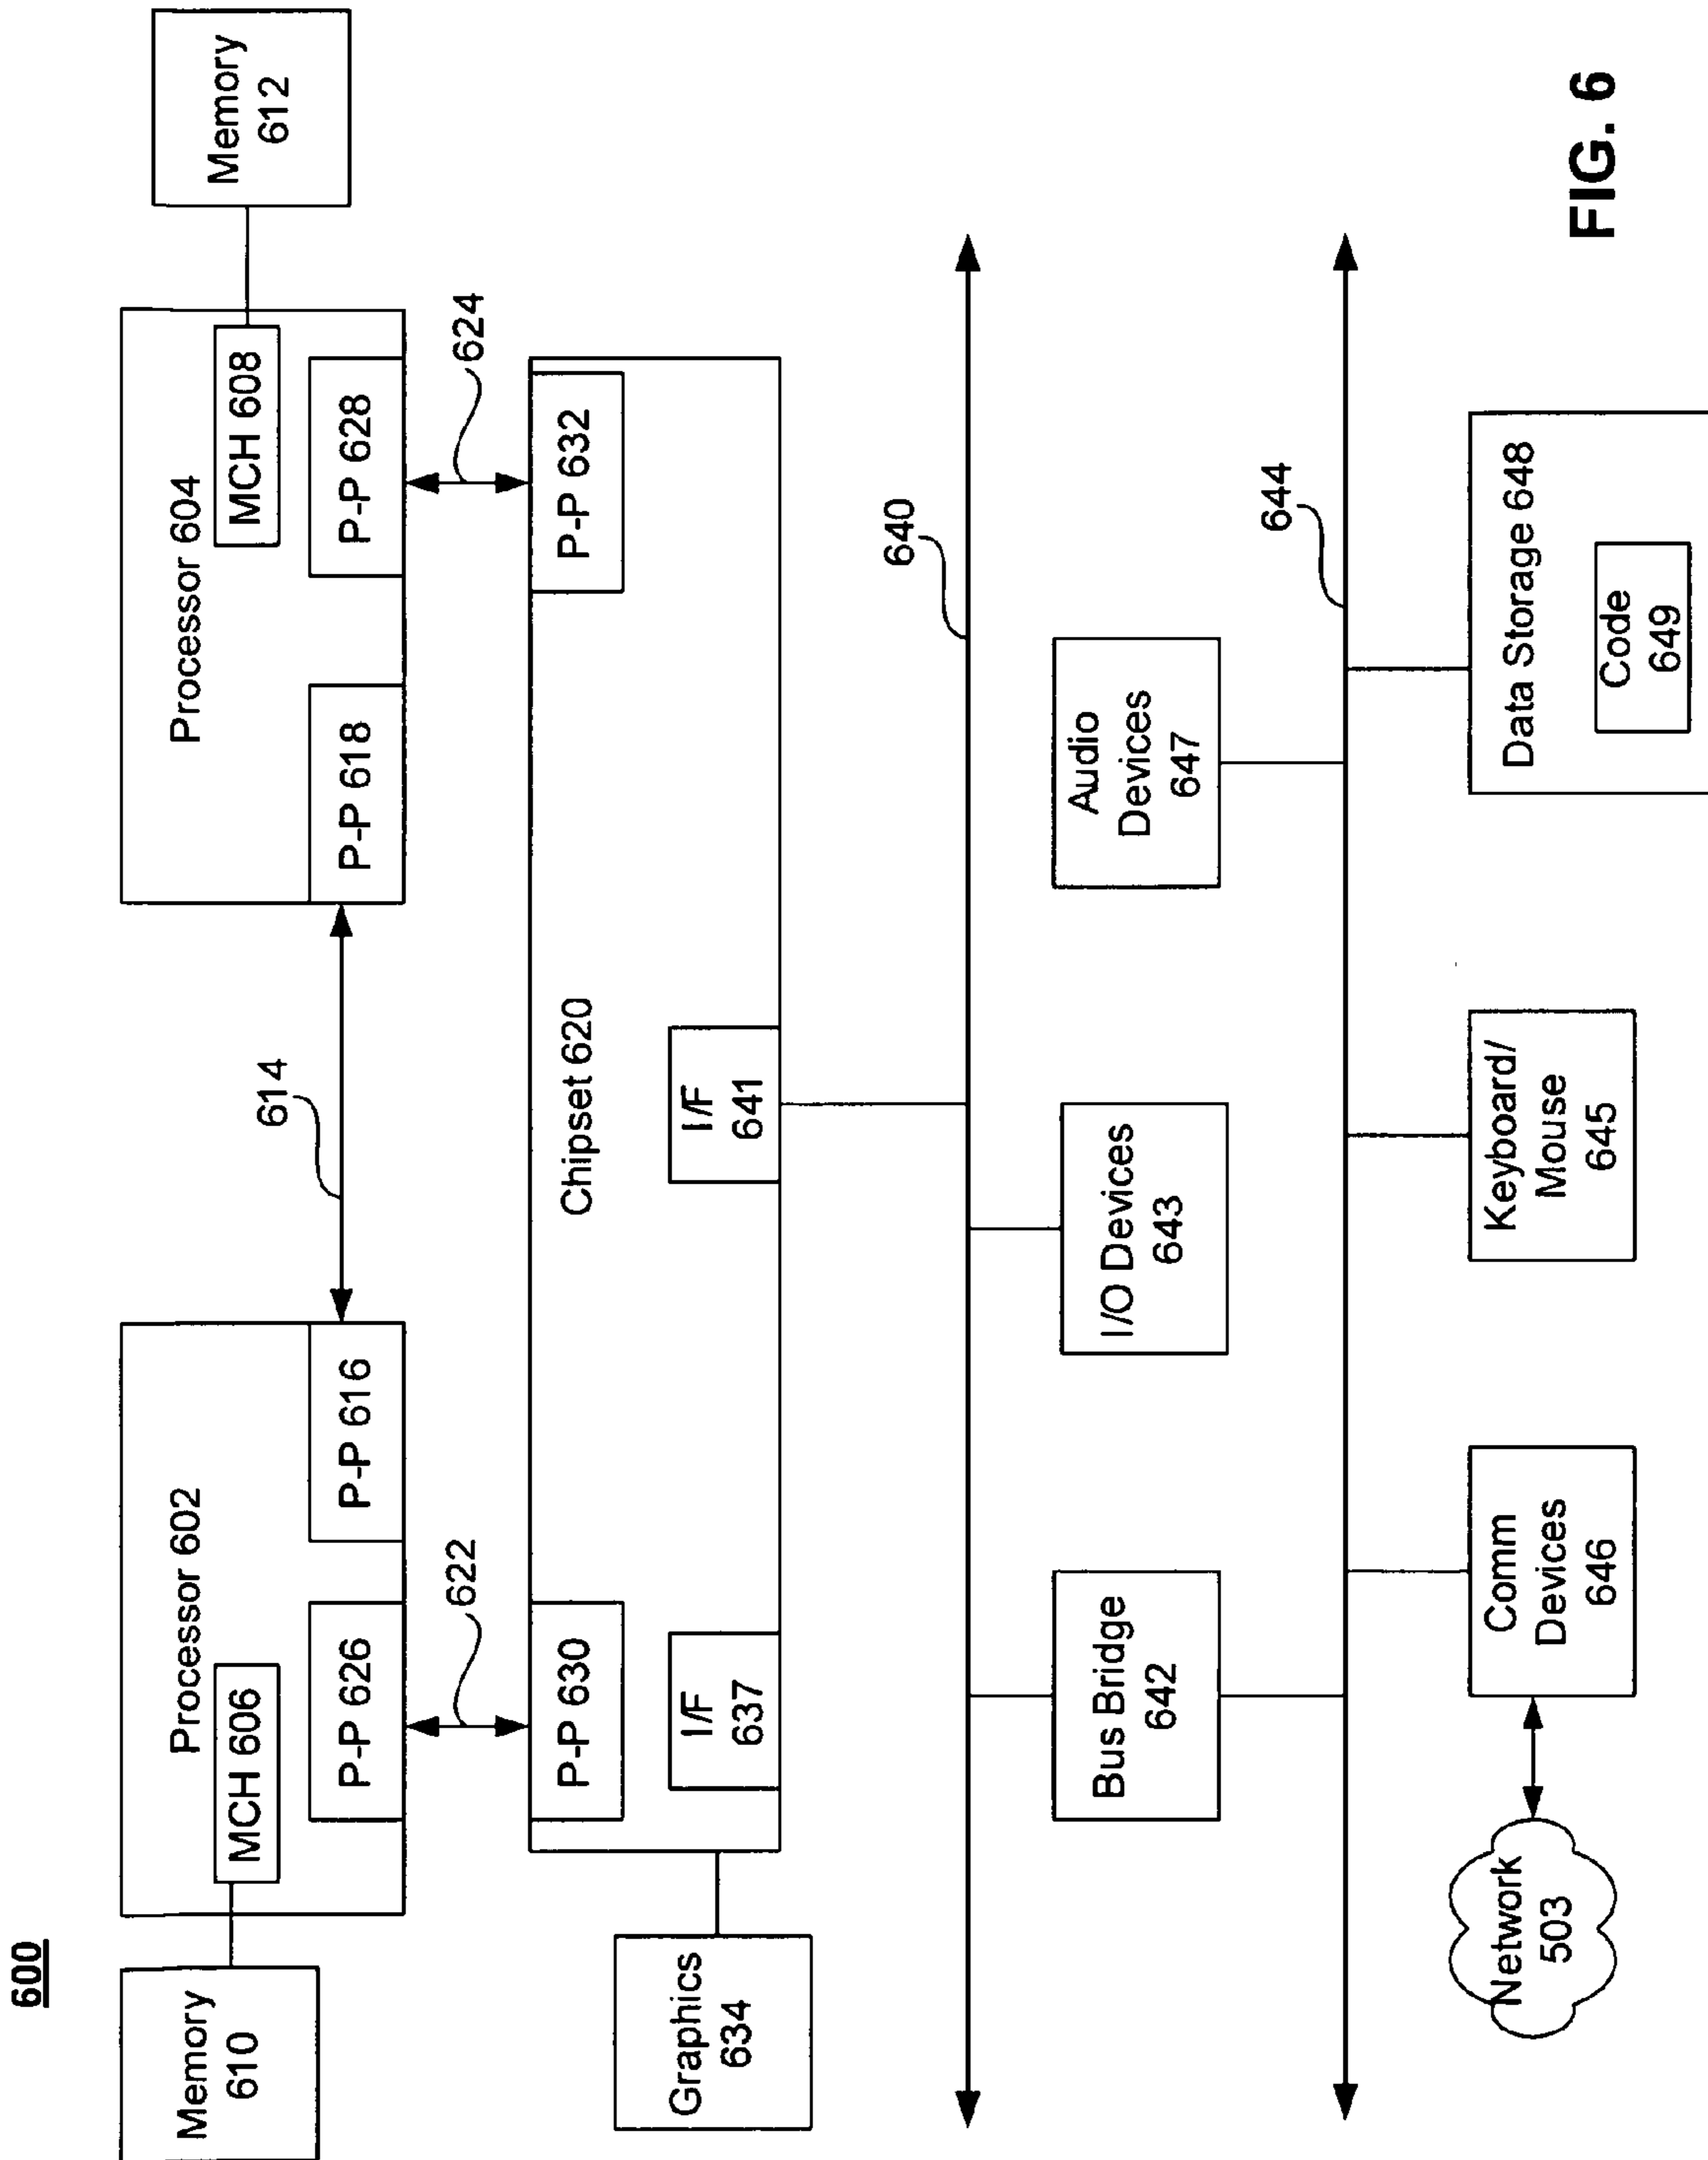 600
Memory
610
Processor 602
MCH 606
P-P 626
P-P 616
614
Processor 604
MCH 608
P-P 618
P-P 628
Memory
612
622
624
Graphics
634
P-P 630
Chipset 620
P-P 632
I/F
637
I/F
641
640
Bus Bridge
642
I/O Devices
643
Audio
Devices
647
644
Network
503
Comm
Devices
646
Keyboard/
Mouse
645
Data Storage 648
Code
649
FIG. 6